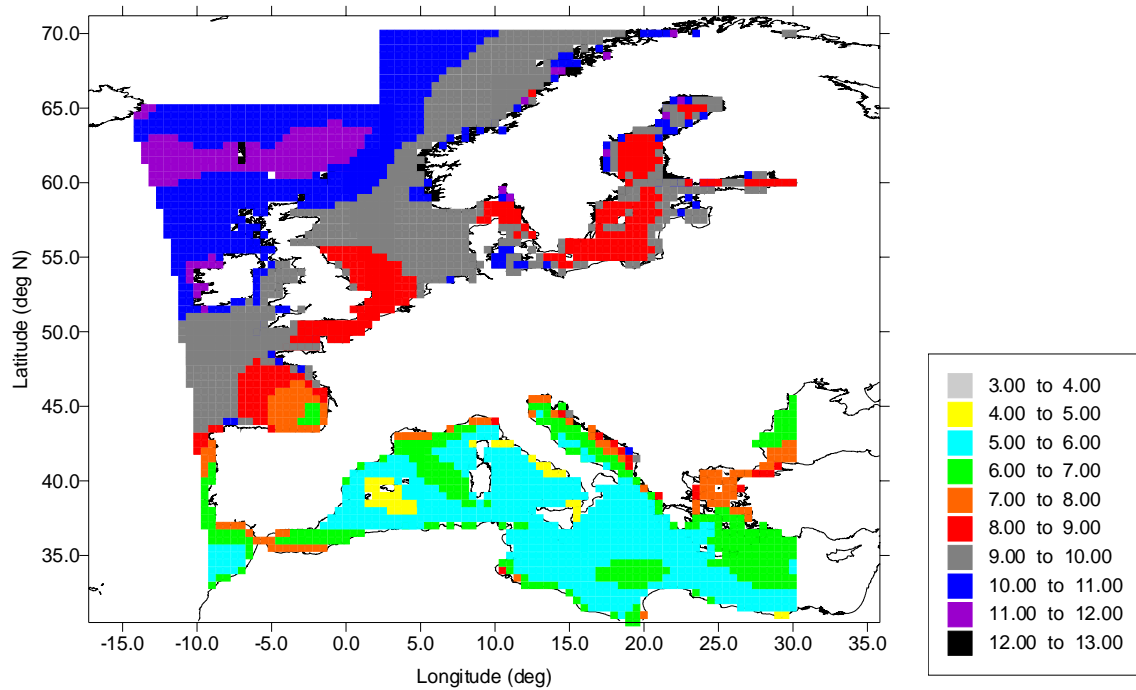 70.0
65.0
60.0
55.0
50.0
45.0
40.0
35.0
Latitude (deg N)
-15.0 -10.0 -5.0 0.0 5.0 10.0 15.0 20.0 25.0 30.0 35.0
Longitude (deg)
3.00 to 4.00
4.00 to 5.00
5.00 to 6.00
6.00 to 7.00
7.00 to 8.00
8.00 to 9.00
9.00 to 10.00
10.00 to 11.00
11.00 to 12.00
12.00 to 13.00